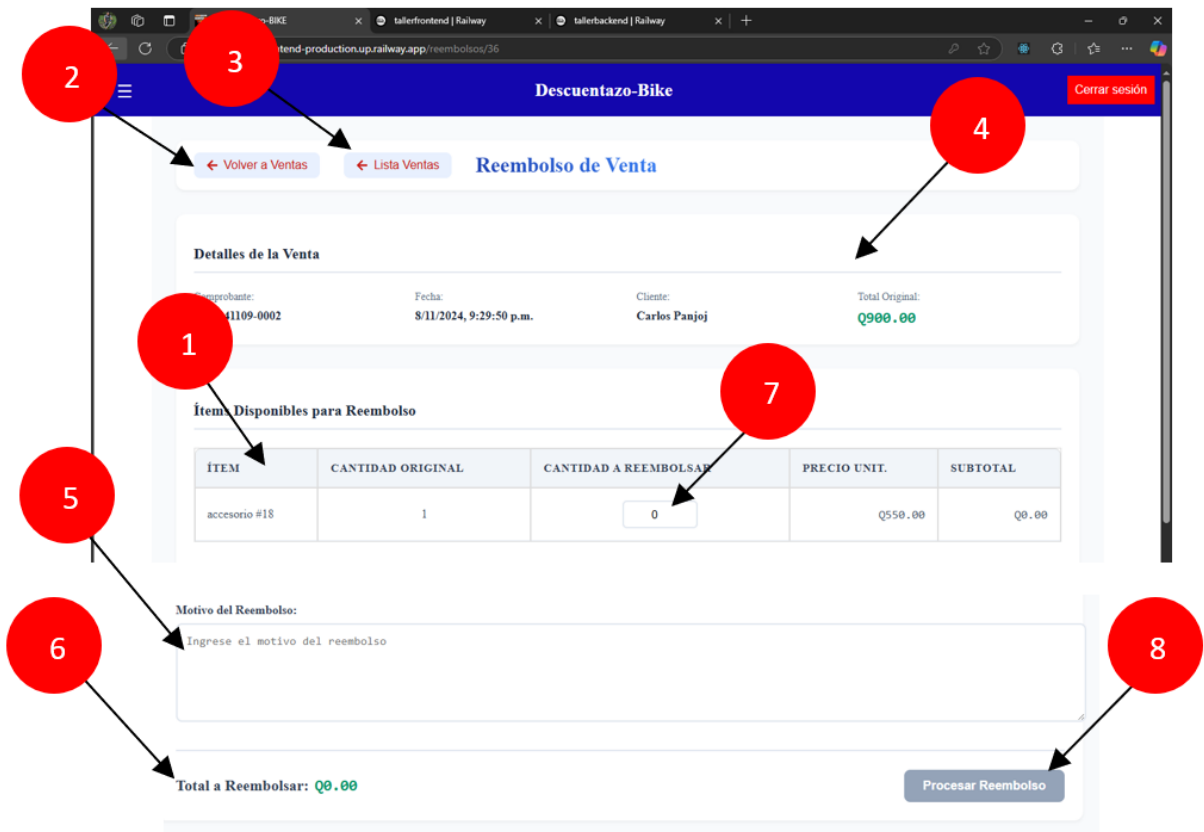 -BIKE tallerfrontend | Railway tallerbackend | Railway
tend-production.up.railway.app/reembolsos/36
2
3
Descuentazo-Bike
Cerrar sesión
4
← Volver a Ventas
← Lista Ventas
Reembolso de Venta
Detalles de la Venta
Comprobante: Fecha: Cliente: Total Original:
41109-0002 8/11/2024, 9:29:50 p.m. Carlos Panjoj Q900.00
1
7
Ítems Disponibles para Reembolso
ÍTEM CANTIDAD ORIGINAL CANTIDAD A REEMBOLSAR PRECIO UNIT. SUBTOTAL
5
accesorio #18 1 0 Q550.00 Q0.00
Motivo del Reembolso:
6
Ingrese el motivo del reembolso
8
Total a Reembolsar: Q0.00
Procesar Reembolso